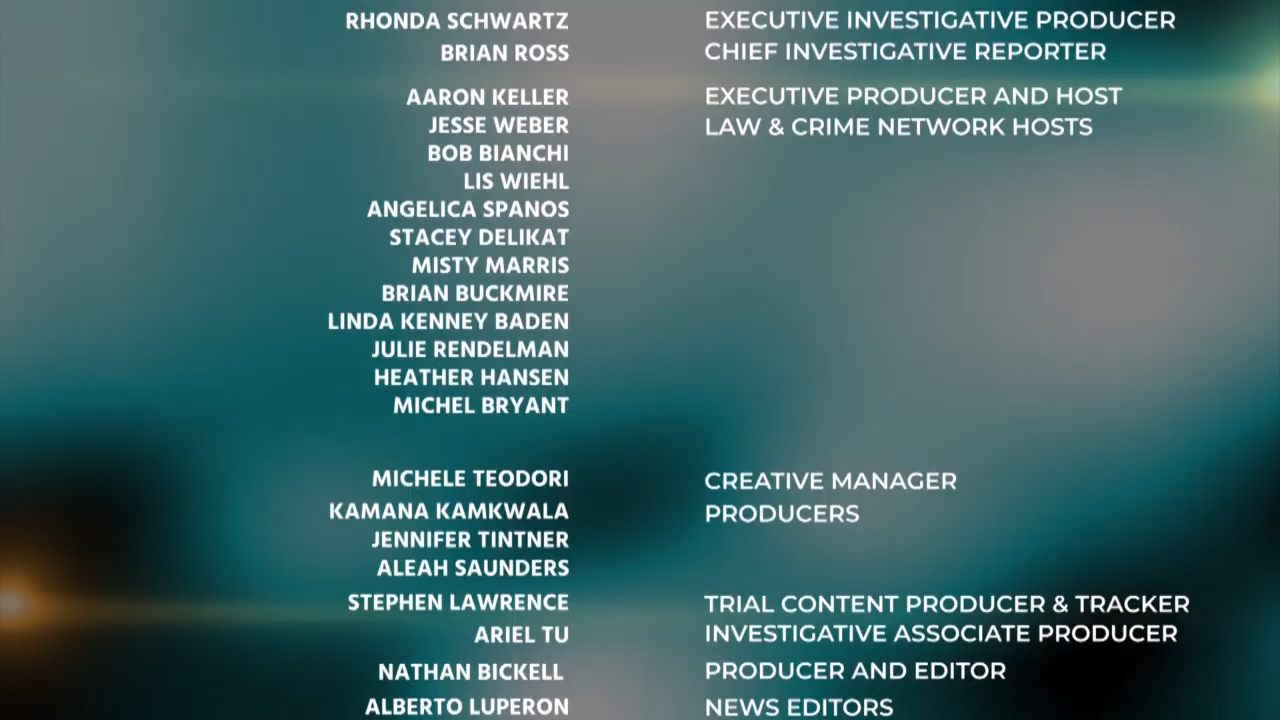 RHONDA SCHWARTZ EXECUTIVE INVESTIGATIVE PRODUCER
BRIAN ROSS CHIEF INVESTIGATIVE REPORTER
AARON KELLER EXECUTIVE PRODUCER AND HOST
JESSE WEBER LAW & CRIME NETWORK HOSTS
BOB BIANCHI
LIS WIEHL
ANGELICA SPANOS
STACEY DELIKAT
MISTY MARRIS
BRIAN BUCKMIRE
LINDA KENNEY BADEN
JULIE RENDELMAN
HEATHER HANSEN
MICHEL BRYANT
MICHELE TEODORI CREATIVE MANAGER
KAMANA KAMKWALA PRODUCERS
JENNIFER TINTNER
ALEAH SAUNDERS
STEPHEN LAWRENCE TRIAL CONTENT PRODUCER & TRACKER
ARIEL TU INVESTIGATIVE ASSOCIATE PRODUCER
NATHAN BICKELL PRODUCER AND EDITOR
ALBERTO LUPERON NEWS EDITORS